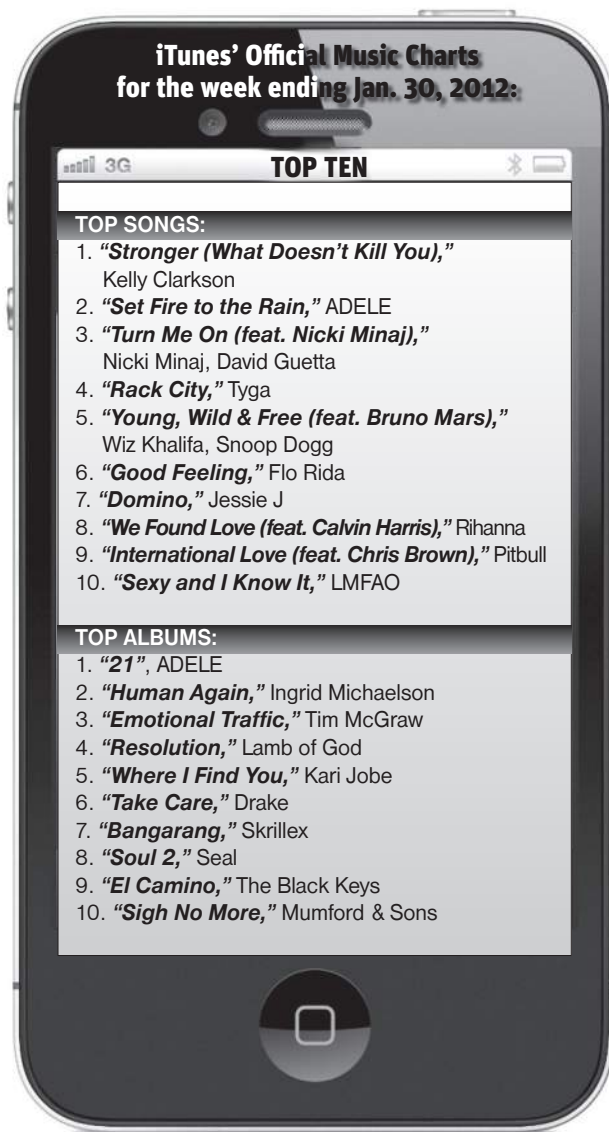 iTunes’ Official Music Charts
for the week ending Jan. 30, 2012:
3G TOP TEN
TOP SONGS:
1. “Stronger (What Doesn’t Kill You),”
Kelly Clarkson
2. “Set Fire to the Rain,” ADELE
3. “Turn Me On (feat. Nicki Minaj),”
Nicki Minaj, David Guetta
4. “Rack City,” Tyga
5. “Young, Wild & Free (feat. Bruno Mars),”
Wiz Khalifa, Snoop Dogg
6. “Good Feeling,” Flo Rida
7. “Domino,” Jessie J
8. “We Found Love (feat. Calvin Harris),” Rihanna
9. “International Love (feat. Chris Brown),” Pitbull
10. “Sexy and I Know It,” LMFAO
TOP ALBUMS:
1. “21”, ADELE
2. “Human Again,” Ingrid Michaelson
3. “Emotional Traffic,” Tim McGraw
4. “Resolution,” Lamb of God
5. “Where I Find You,” Kari Jobe
6. “Take Care,” Drake
7. “Bangarang,” Skrillex
8. “Soul 2,” Seal
9. “El Camino,” The Black Keys
10. “Sigh No More,” Mumford & Sons